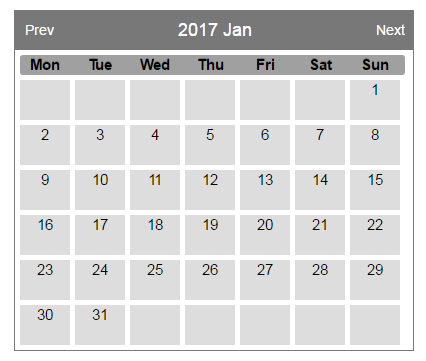 Prev 2017 Jan Next
Mon Tue Wed Thu Fri Sat Sun
1
2 3 4 5 6 7 8
9 10 11 12 13 14 15
16 17 18 19 20 21 22
23 24 25 26 27 28 29
30 31